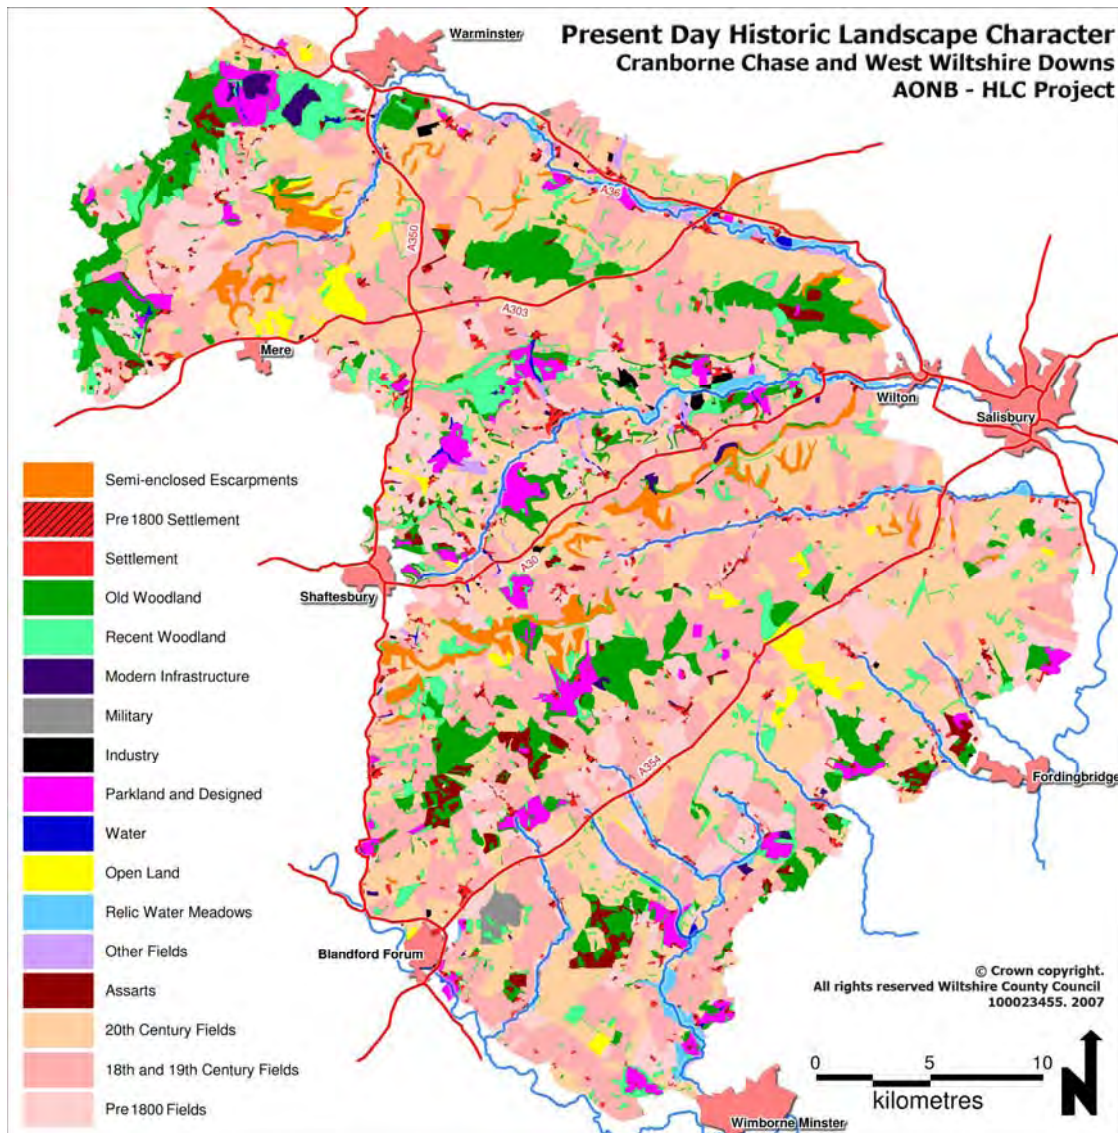 Present Day Historic Landscape Character
Cranborne Chase and West Wiltshire Downs
AONB - HLC Project
Warminster
A36
A350
A303
Mere
Wilton
Salisbury
A30
Shaftesbury
A354
Fordingbridge
Blandford Forum
Wimborne Minster
Semi-enclosed Escarpments
Pre 1800 Settlement
Settlement
Old Woodland
Recent Woodland
Modern Infrastructure
Military
Industry
Parkland and Designed
Water
Open Land
Relic Water Meadows
Other Fields
Assarts
20th Century Fields
18th and 19th Century Fields
Pre 1800 Fields
© Crown copyright.
All rights reserved Wiltshire County Council
100023455. 2007
0 5 10
kilometres
N